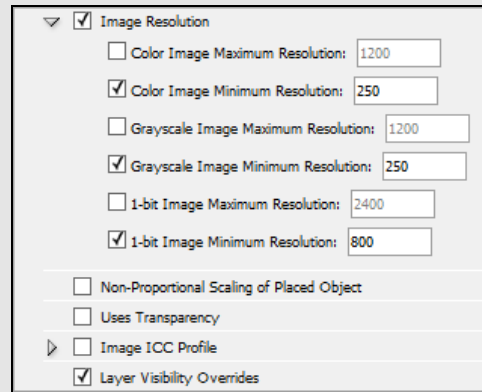 Image Resolution
Color Image Maximum Resolution: 1200
Color Image Minimum Resolution: 250
Grayscale Image Maximum Resolution: 1200
Grayscale Image Minimum Resolution: 250
1-bit Image Maximum Resolution: 2400
1-bit Image Minimum Resolution: 800
Non-Proportional Scaling of Placed Object
Uses Transparency
Image ICC Profile
Layer Visibility Overrides